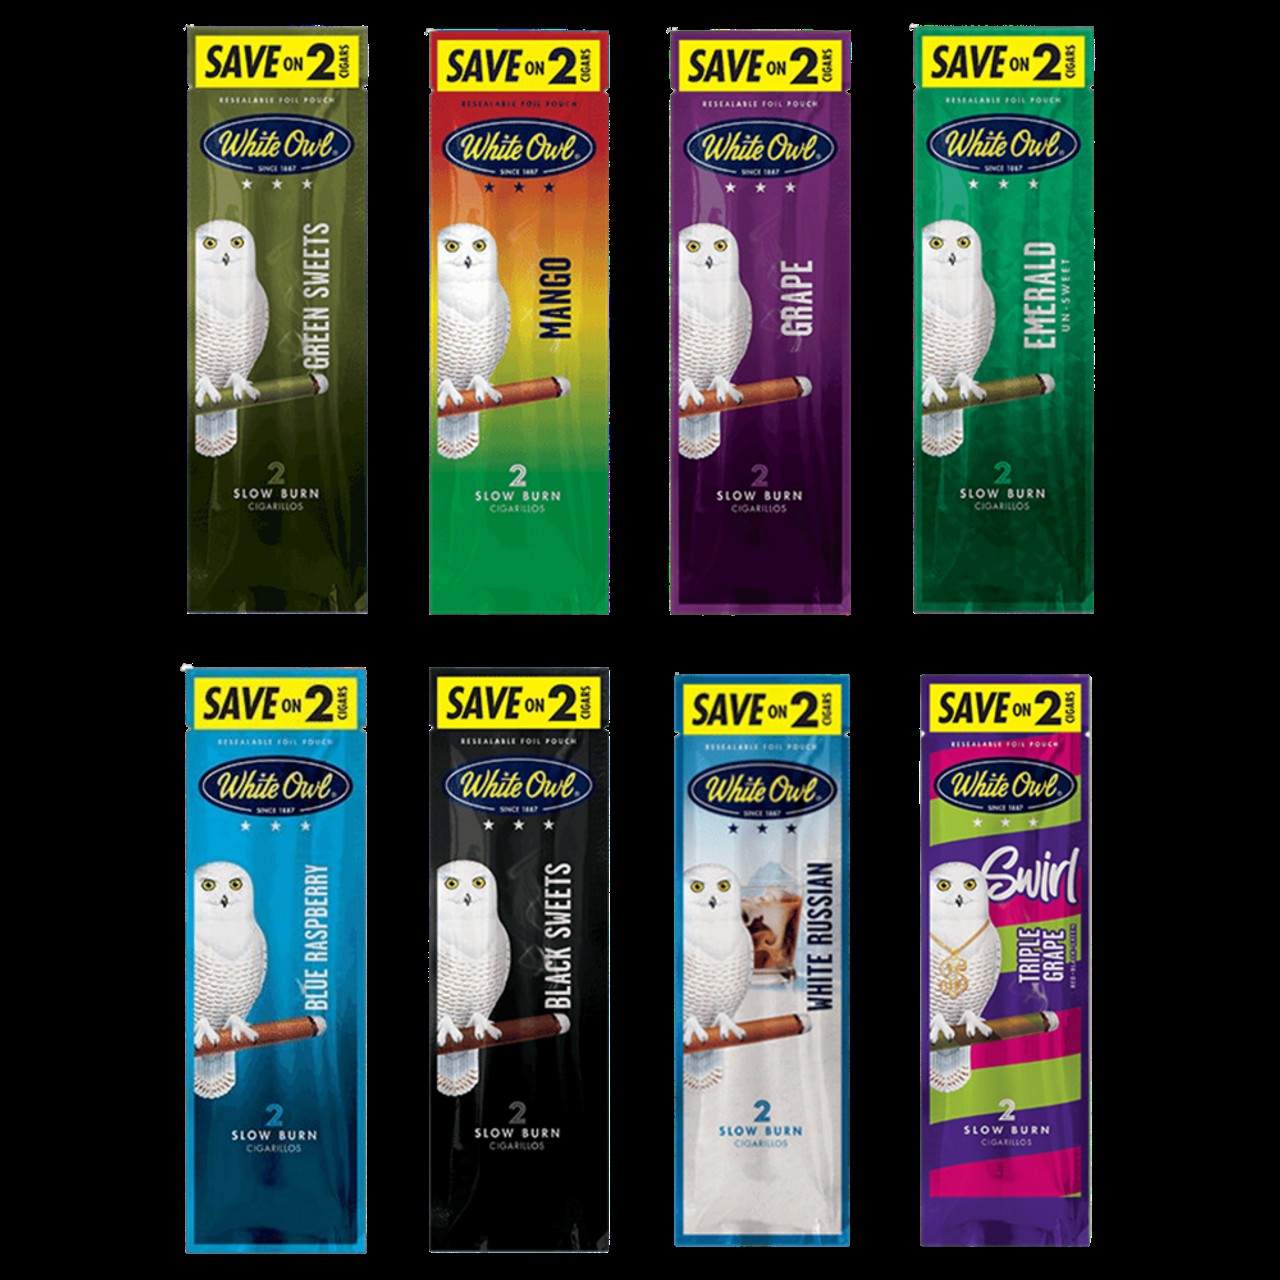 SAVE ON 2 CIGARS
RESEALABLE FOIL POUCH
White Owl®
SINCE 1887
GREEN SWEETS
2
SLOW BURN
CIGARILLOS
SAVE ON 2 CIGARS
RESEALABLE FOIL POUCH
White Owl®
SINCE 1887
MANGO
2
SLOW BURN
CIGARILLOS
SAVE ON 2 CIGARS
RESEALABLE FOIL POUCH
White Owl®
SINCE 1887
GRAPE
2
SLOW BURN
CIGARILLOS
SAVE ON 2 CIGARS
RESEALABLE FOIL POUCH
White Owl®
SINCE 1887
EMERALD
UN-SWEET
2
SLOW BURN
CIGARILLOS
SAVE ON 2 CIGARS
RESEALABLE FOIL POUCH
White Owl®
SINCE 1887
BLUE RASPBERRY
2
SLOW BURN
CIGARILLOS
SAVE ON 2 CIGARS
RESEALABLE FOIL POUCH
White Owl®
SINCE 1887
BLACK SWEETS
2
SLOW BURN
CIGARILLOS
SAVE ON 2 CIGARS
RESEALABLE FOIL POUCH
White Owl®
SINCE 1887
WHITE RUSSIAN
2
SLOW BURN
CIGARILLOS
SAVE ON 2 CIGARS
RESEALABLE FOIL POUCH
White Owl®
SINCE 1887
Swirl
TRIPLE
GRAPE
2
SLOW BURN
CIGARILLOS